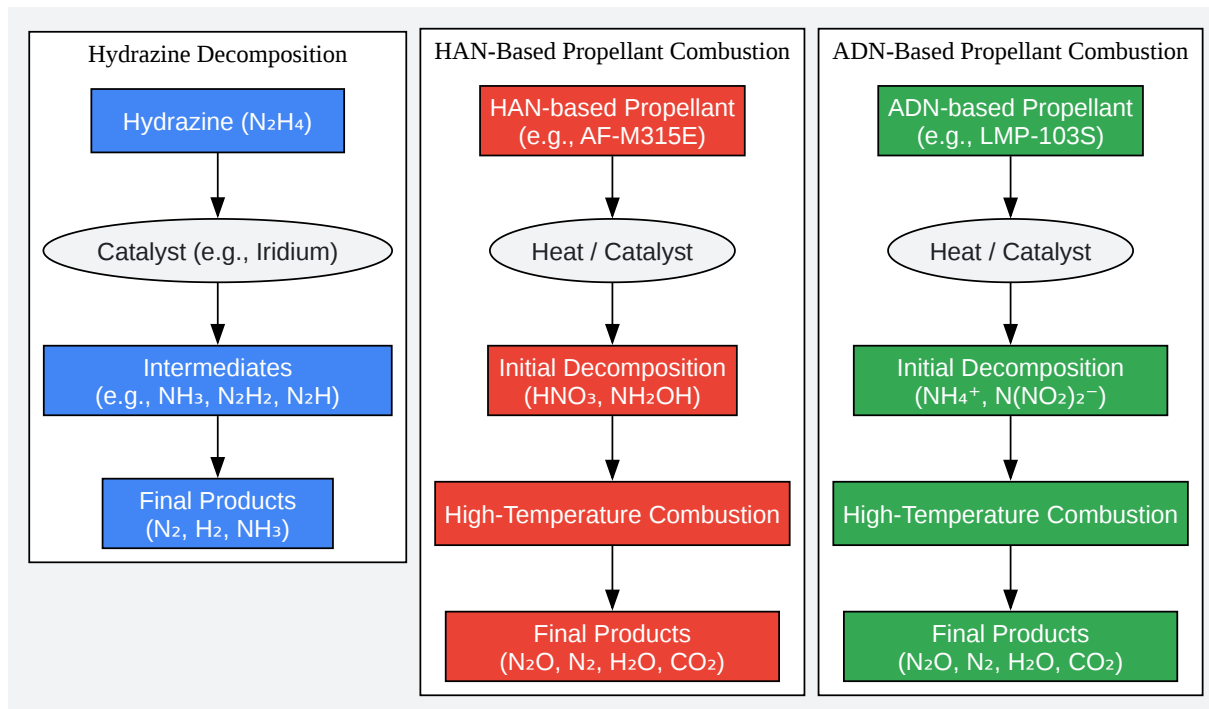 Hydrazine Decomposition
Hydrazine (N₂H₄)
Catalyst (e.g., Iridium)
Intermediates
(e.g., NH₃, N₂H₂, N₂H)
Final Products
(N₂, H₂, NH₃)
HAN-Based Propellant Combustion
HAN-based Propellant
(e.g., AF-M315E)
Heat / Catalyst
Initial Decomposition
(HNO₃, NH₂OH)
High-Temperature Combustion
Final Products
(N₂O, N₂, H₂O, CO₂)
ADN-Based Propellant Combustion
ADN-based Propellant
(e.g., LMP-103S)
Heat / Catalyst
Initial Decomposition
(NH₄⁺, N(NO₂)₂⁻)
High-Temperature Combustion
Final Products
(N₂O, N₂, H₂O, CO₂)